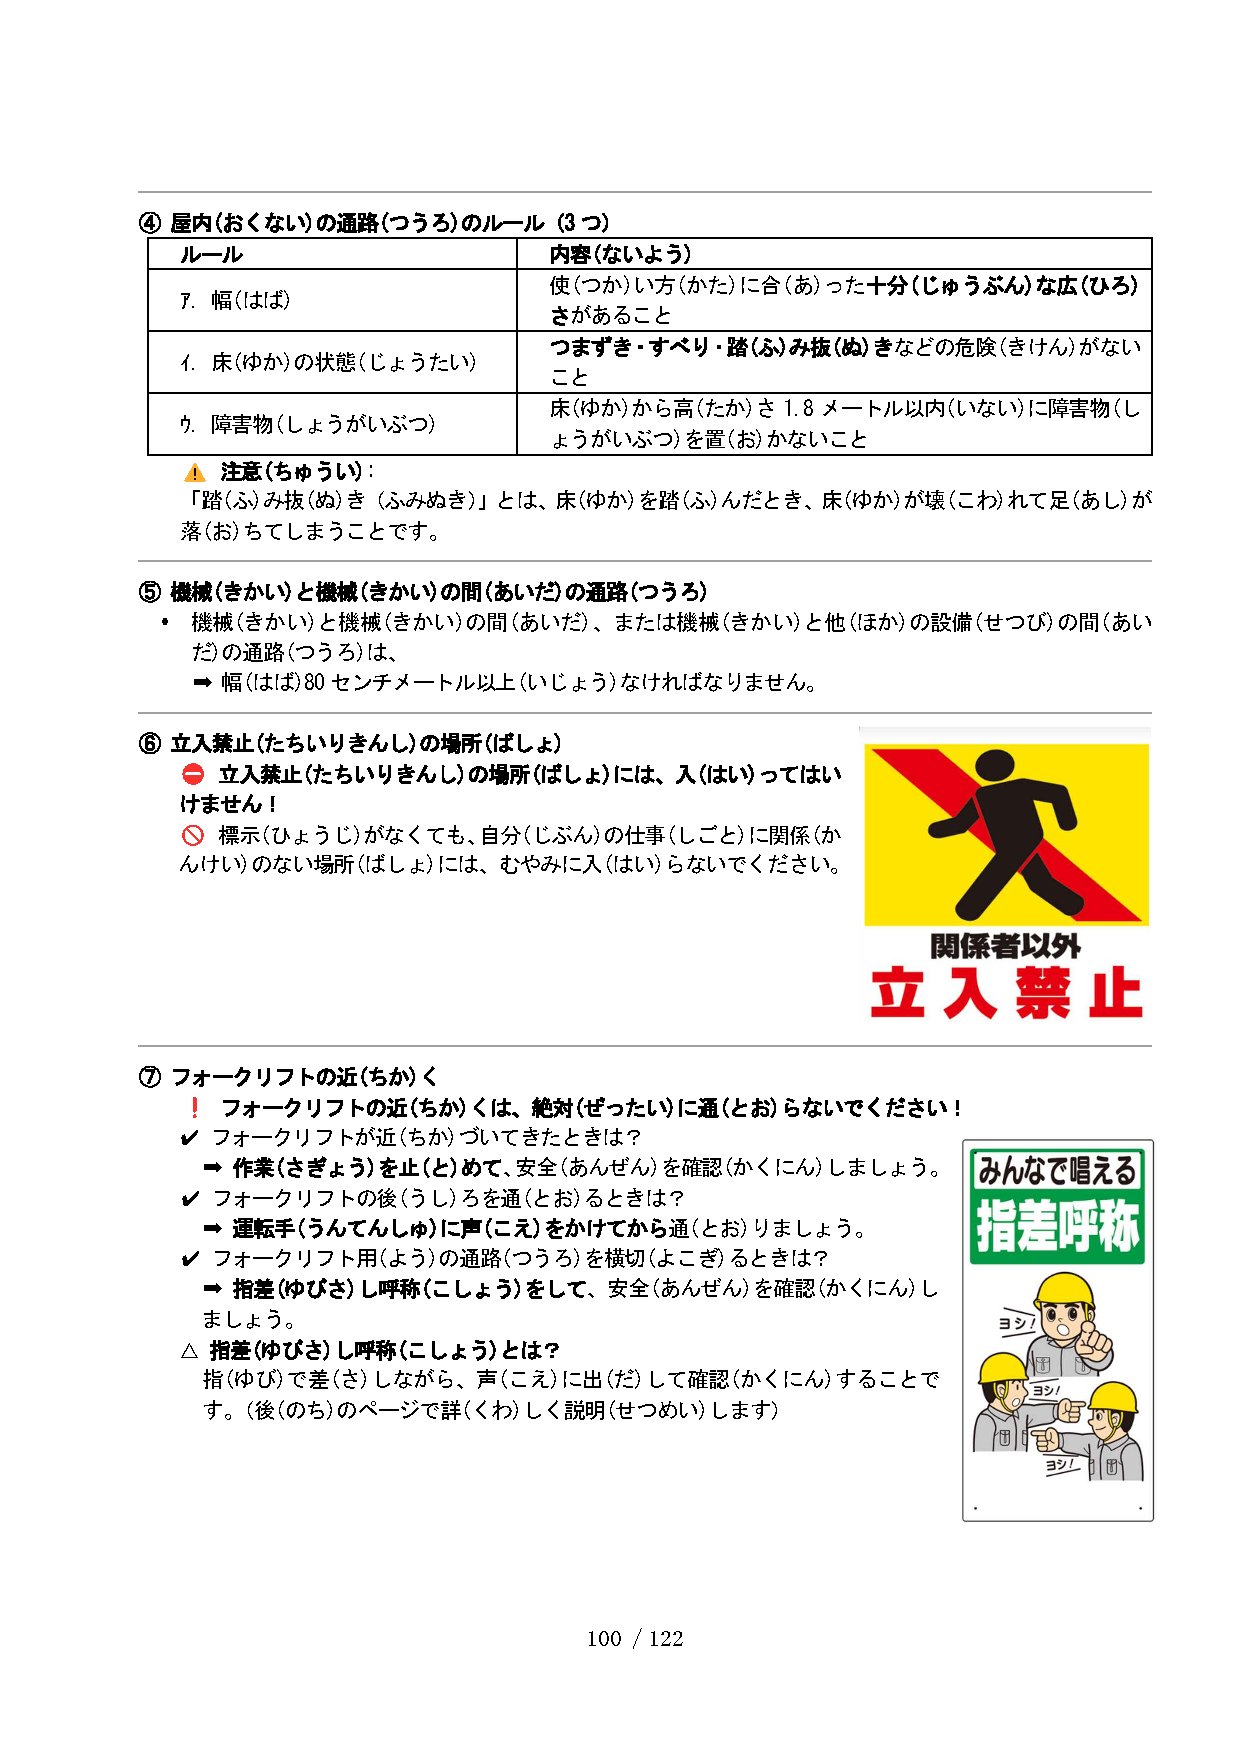 ④ 屋内(おくない)の通路(つうろ)のルール (3 つ)
ルール 内容(ないよう)
ｱ. 幅(はば) 使(つか)い方(かた)に合(あ)った十分(じゅうぶん)な広(ひろ)
さがあること
ｲ. 床(ゆか)の状態(じょうたい) つまずき・すべり・踏(ふ)み抜(ぬ)きなどの危険(きけん)がない
こと
ｳ. 障害物(しょうがいぶつ) 床(ゆか)から高(たか)さ 1.8 メートル以内(いない)に障害物(し
ょうがいぶつ)を置(お)かないこと
⚠ 注意(ちゅうい):
「踏(ふ)み抜(ぬ)き (ふみぬき)」とは、床(ゆか)を踏(ふ)んだとき、床(ゆか)が壊(こわ)れて足(あし)が
落(お)ちてしまうことです。
⑤ 機械(きかい)と機械(きかい)の間(あいだ)の通路(つうろ)
• 機械(きかい)と機械(きかい)の間(あいだ)、または機械(きかい)と他(ほか)の設備(せつび)の間(あい
だ)の通路(つうろ)は、
➡ 幅(はば)80 センチメートル以上(いじょう)なければなりません。
⑥ 立入禁止(たちいりきんし)の場所(ばしょ)
⛔ 立入禁止(たちいりきんし)の場所(ばしょ)には、入(はい)ってはい
けません！
🚫 標示(ひょうじ)がなくても、自分(じぶん)の仕事(しごと)に関係(か
んけい)のない場所(ばしょ)には、むやみに入(はい)らないでください。
関係者以外
立入禁止
⑦ フォークリフトの近(ちか)く
❗ フォークリフトの近(ちか)くは、絶対(ぜったい)に通(とお)らないでください！
✔ フォークリフトが近(ちか)づいてきたときは？
➡ 作業(さぎょう)を止(と)めて、安全(あんぜん)を確認(かくにん)しましょう。
✔ フォークリフトの後(うし)ろを通(とお)るときは？
➡ 運転手(うんてんしゅ)に声(こえ)をかけてから通(とお)りましょう。
✔ フォークリフト用(よう)の通路(つうろ)を横切(よこぎ)るときは？
➡ 指差(ゆびさ)し呼称(こしょう)をして、安全(あんぜん)を確認(かくにん)し
ましょう。
△ 指差(ゆびさ)し呼称(こしょう)とは？
指(ゆび)で差(さ)しながら、声(こえ)に出(だ)して確認(かくにん)することで
す。(後(のち)のページで詳(くわ)しく説明(せつめい)します)
みんなで唱える
指差呼称
ヨシ！
ヨシ！
ヨシ！
100 / 122